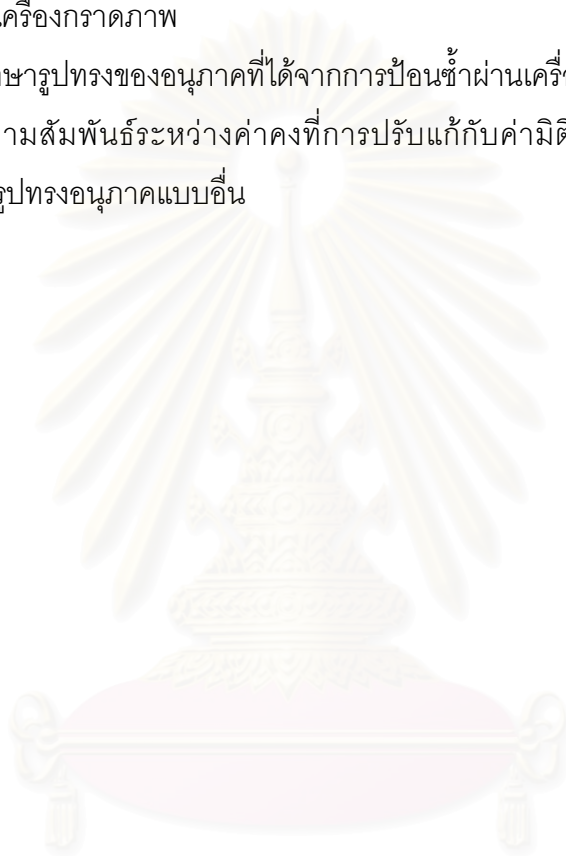 เครื่องกราดภาพ
ษารูปทรงของอนุภาคที่ได้จากการป้อนซ้ำผ่านเครื่
ามสัมพันธ์ระหว่างค่าคงที่การปรับแก้กับค่ามิติ
รูปทรงอนุภาคแบบอื่น